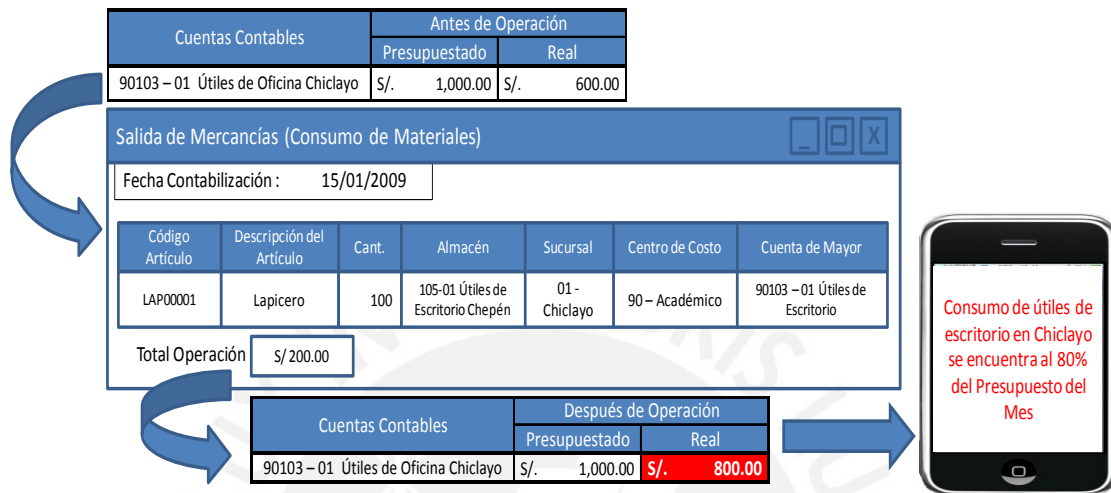 Cuentas Contables
Antes de Operación
Presupuestado Real
90103 – 01 Útiles de Oficina Chiclayo S/. 1,000.00 S/. 600.00
Salida de Mercancías (Consumo de Materiales) _ X
Fecha Contabilización : 15/01/2009
Código Artículo Descripción del Artículo Cant. Almacén Sucursal Centro de Costo Cuenta de Mayor
LAP00001 Lapicero 100 105-01 Útiles de Escritorio Chepén 01 - Chiclayo 90 – Académico 90103 – 01 Útiles de Escritorio
Total Operación S/ 200.00
Cuentas Contables
Después de Operación
Presupuestado Real
90103 – 01 Útiles de Oficina Chiclayo S/. 1,000.00 S/. 800.00
Consumo de útiles de
escritorio en Chiclayo
se encuentra al 80%
del Presupuesto del
Mes